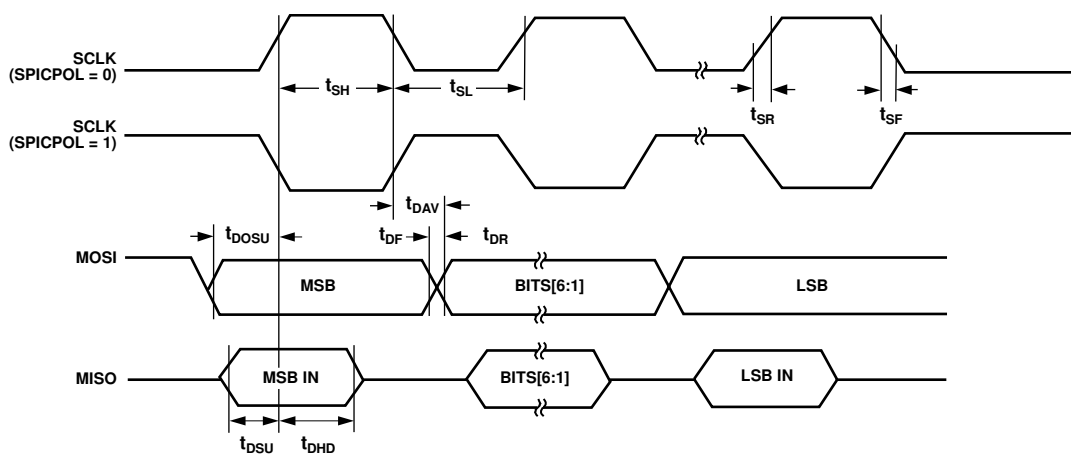 SCLK
(SPICPOL = 0)
tSH
tSL
tSR
tSF
SCLK
(SPICPOL = 1)
tDAV
tDOSU
tDF
tDR
MOSI
MSB
BITS[6:1]
LSB
MISO
MSB IN
BITS[6:1]
LSB IN
tDSU
tDHD